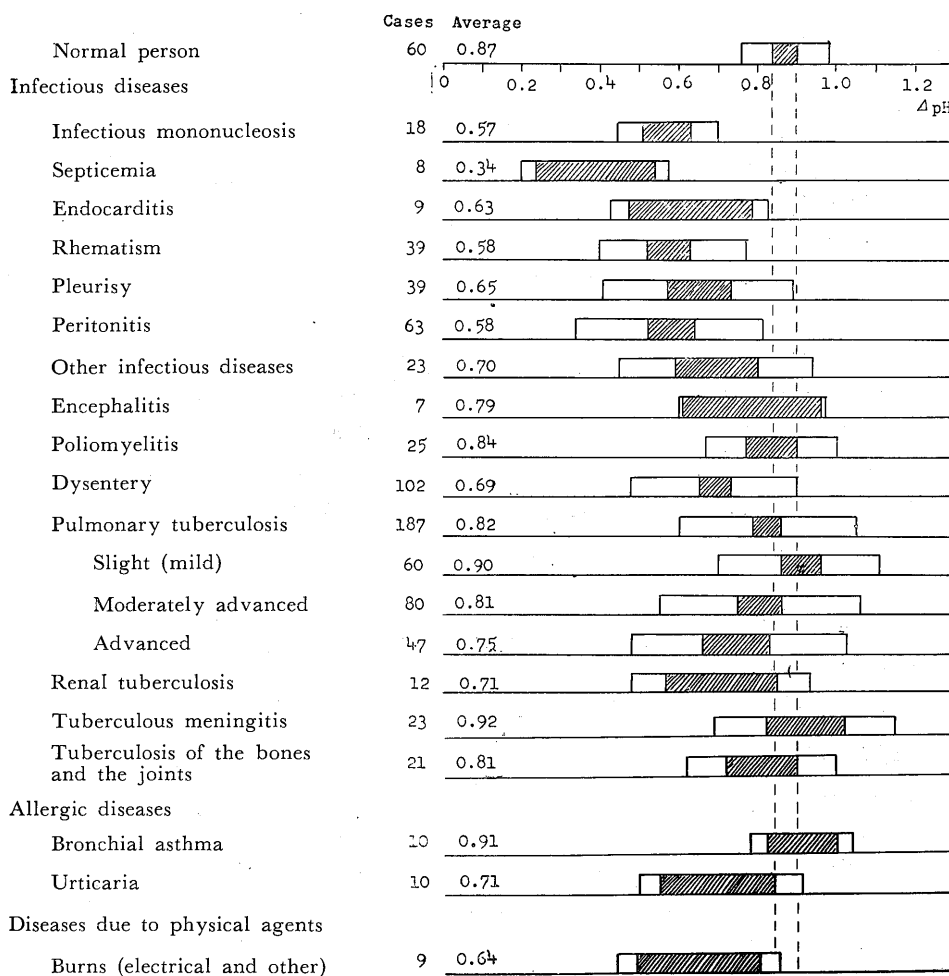 Cases Average
Normal person 60 0.87
0 0.2 0.4 0.6 0.8 1.0 1.2
Infectious diseases
Δ pH
Infectious mononucleosis 18 0.57
Septicemia 8 0.34
Endocarditis 9 0.63
Rhematism 39 0.58
Pleurisy 39 0.65
Peritonitis 63 0.58
Other infectious diseases 23 0.70
Encephalitis 7 0.79
Poliomyelitis 25 0.84
Dysentery 102 0.69
Pulmonary tuberculosis 187 0.82
Slight (mild) 60 0.90
Moderately advanced 80 0.81
Advanced 47 0.75
Renal tuberculosis 12 0.71
Tuberculous meningitis 23 0.92
Tuberculosis of the bones
and the joints 21 0.81
Allergic diseases
Bronchial asthma 10 0.91
Urticaria 10 0.71
Diseases due to physical agents
Burns (electrical and other) 9 0.64